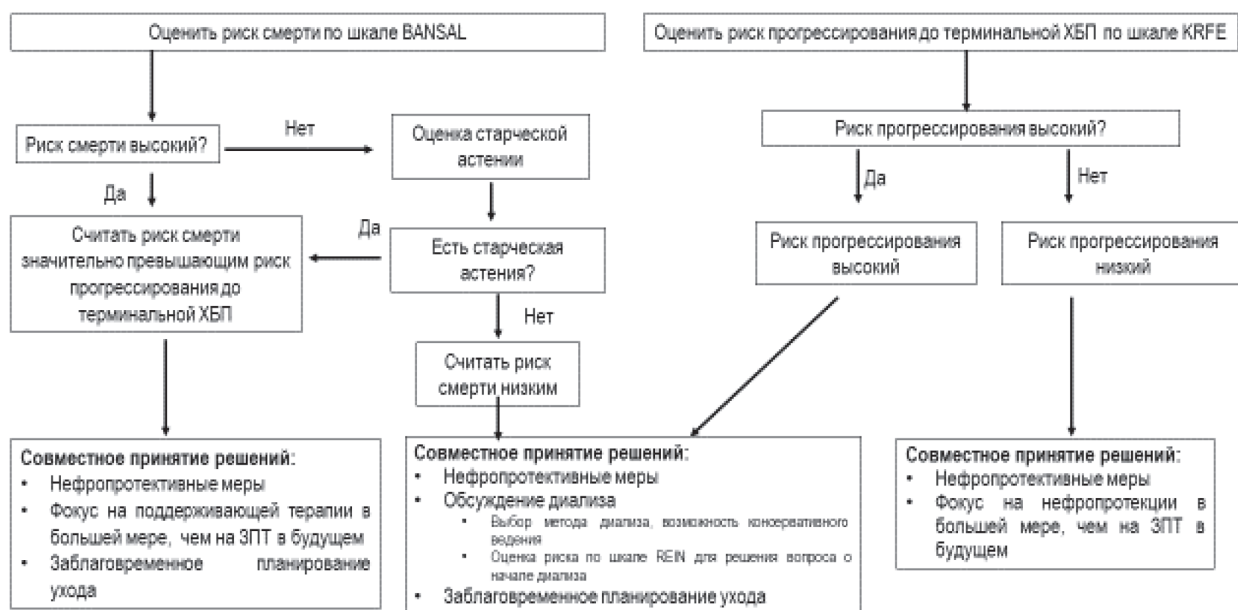 Оценить риск смерти по шкале BANSAL
Оценить риск прогрессирования до терминальной ХБП по шкале KRFE
Риск смерти высокий?
Нет
Оценка старческой
астении
Риск прогрессирования высокий?
Да
Да
Нет
Считать риск смерти
значительно превышающим риск
прогрессирования до
терминальной ХБП
Да
Есть старческая
астения?
Риск прогрессирования
высокий
Риск прогрессирования
низкий
Нет
Считать риск
смерти низким
Совместное принятие решений:
• Нефропротективные меры
• Фокус на поддерживающей терапии в
большей мере, чем на ЗПТ в будущем
• Заблаговременное планирование
ухода
Совместное принятие решений:
• Нефропротективные меры
• Обсуждение диализа
• Выбор метода диализа, возможность консервативного
ведения
• Оценка риска по шкале REIN для решения вопроса о
начале диализа
• Заблаговременное планирование ухода
Совместное принятие решений:
• Нефропротективные меры
• Фокус на нефропротекции в
большей мере, чем на ЗПТ в
будущем